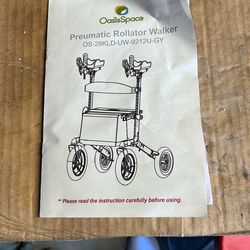 OasisSpace
Pneumatic Rollator Walker
OS-28KLD-UW-9212U-GY
** Please read the instruction carefully before using.